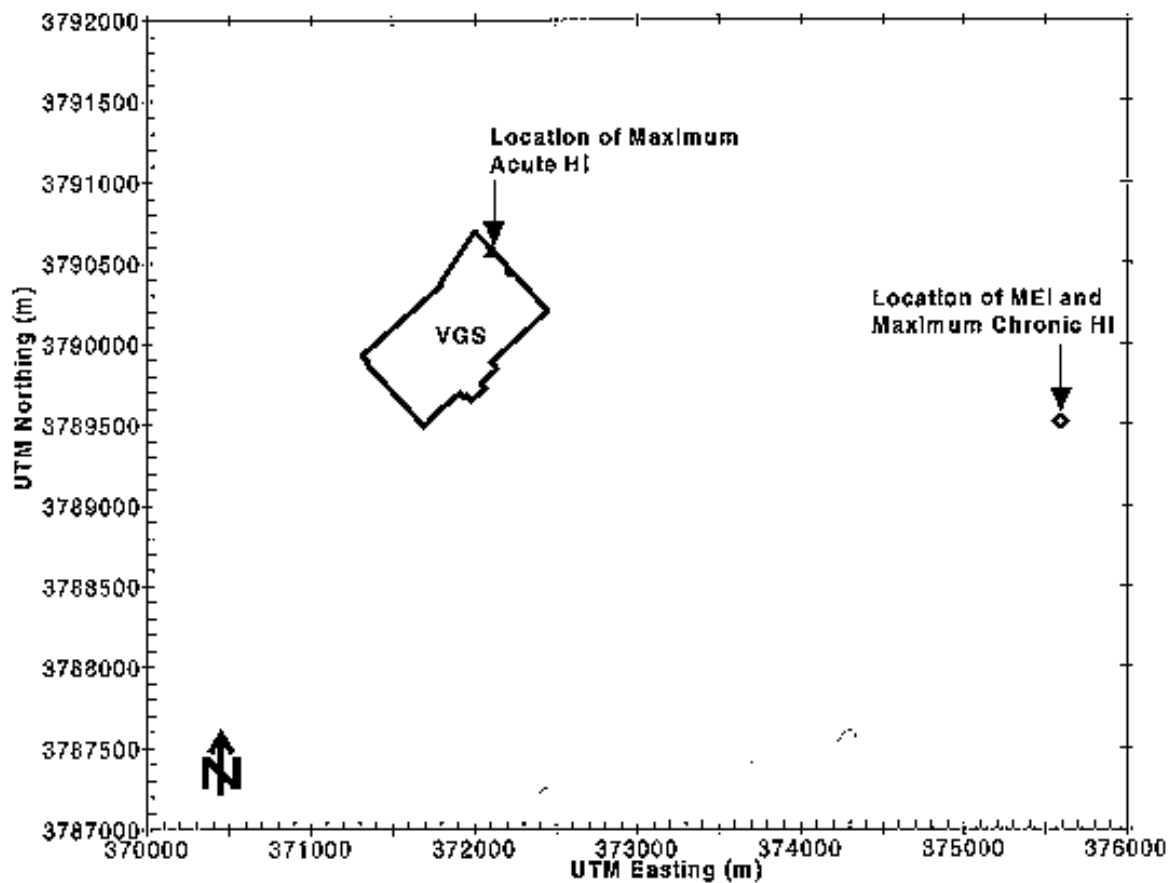 3792000
3791500
Location of Maximum
Acute HI
3791000
3790500
Location of MEI and
Maximum Chronic HI
VGS
3790000
3789500
3789000
3788500
3788000
3787500
3787000
UTM Northing (m)
N
370000 371000 372000 373000 374000 375000 376000
UTM Easting (m)